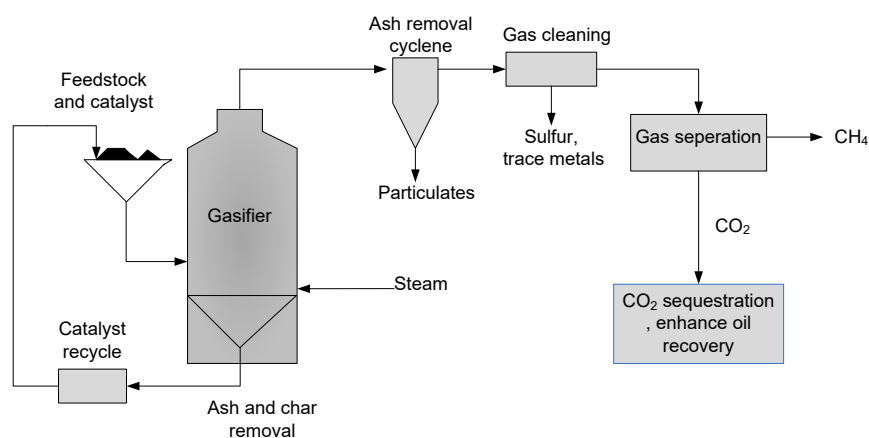 Ash removal
cyclene
Gas cleaning
Feedstock
and catalyst
Gas seperation
CH₄
Sulfur,
trace metals
Particulates
Gasifier
CO₂
Steam
CO₂ sequestration
, enhance oil
recovery
Catalyst
recycle
Ash and char
removal